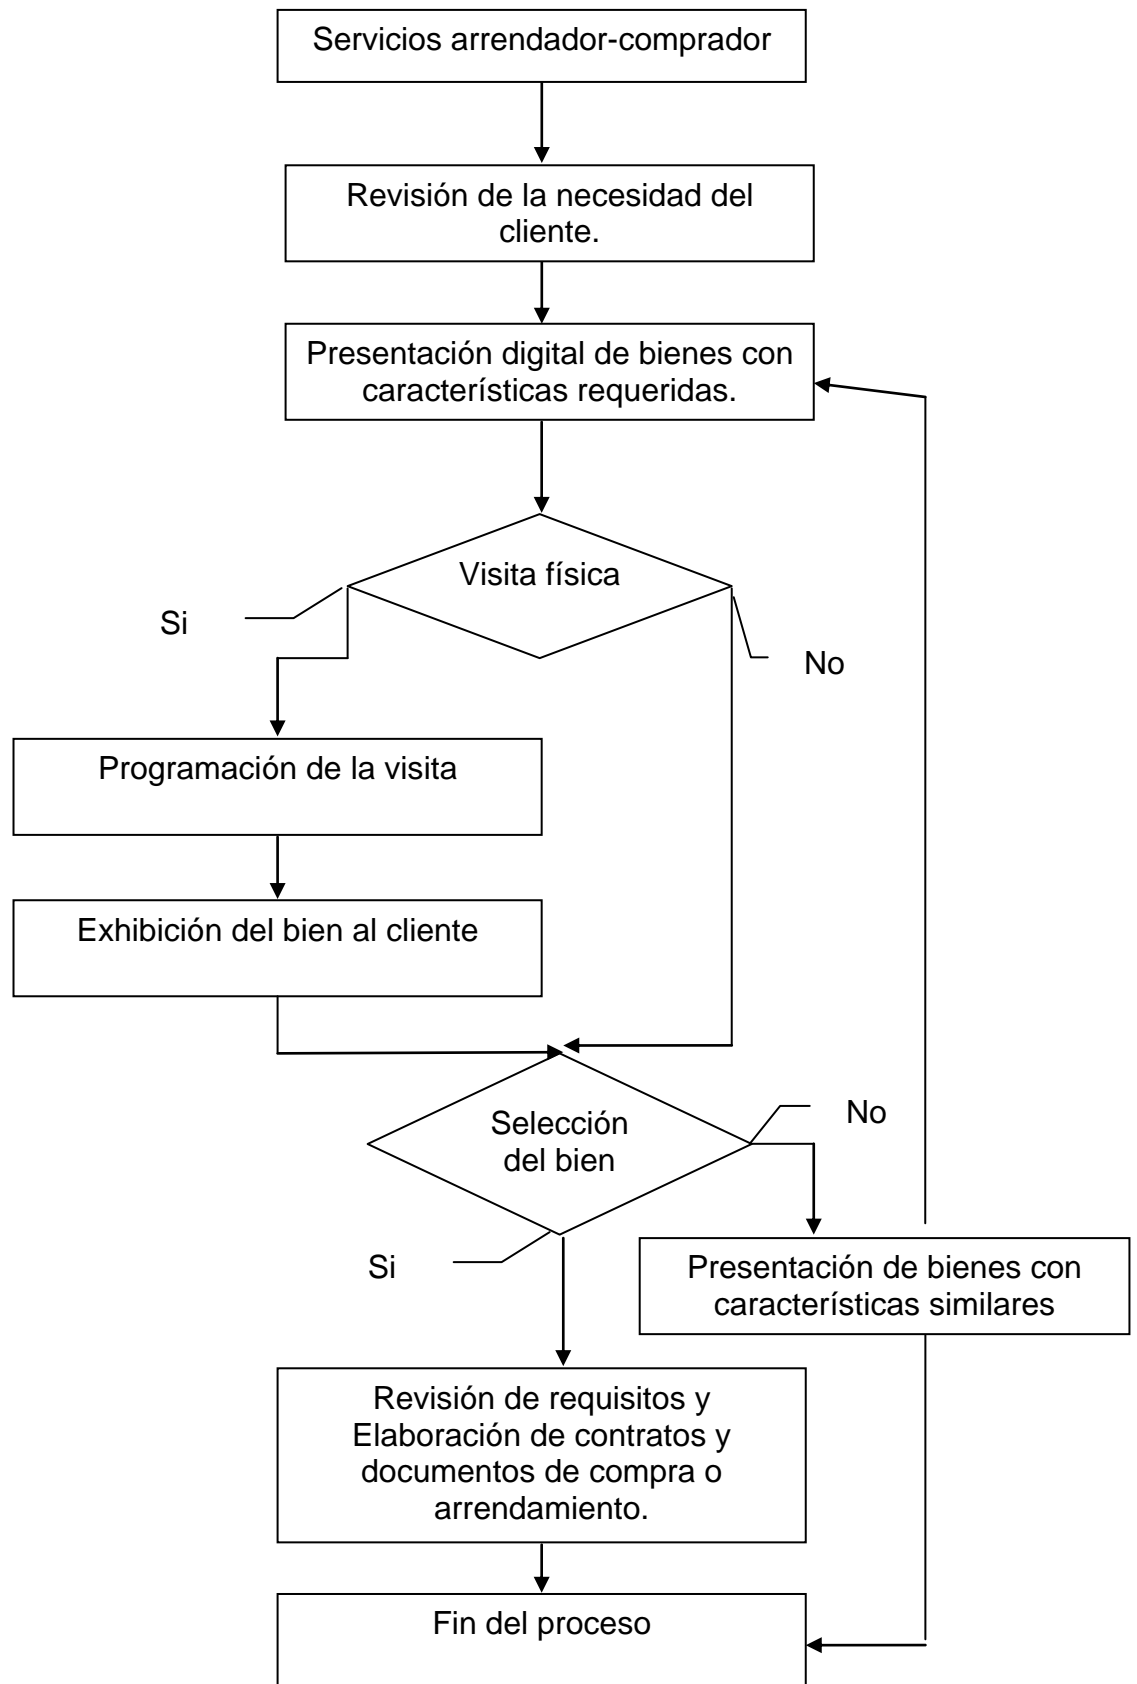 Servicios arrendador-comprador
Revisión de la necesidad del
cliente.
Presentación digital de bienes con
características requeridas.
Visita física
Si
No
Programación de la visita
Exhibición del bien al cliente
Selección
del bien
No
Si
Presentación de bienes con
características similares
Revisión de requisitos y
Elaboración de contratos y
documentos de compra o
arrendamiento.
Fin del proceso